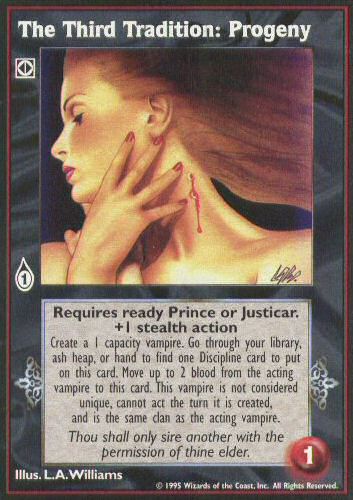 The Third Tradition: Progeny
1
Requires ready Prince or Justicar.
+1 stealth action
Create a 1 capacity vampire. Go through your library,
ash heap, or hand to find one Discipline card to put
on this card. Move up to 2 blood from the acting
vampire to this card. This vampire is not considered
unique, cannot act the turn it is created,
and is the same clan as the acting vampire.
Thou shall only sire another with the
permission of thine elder.
1
Illus. L.A.Williams
© 1995 Wizards of the Coast, Inc. All Rights Reserved.